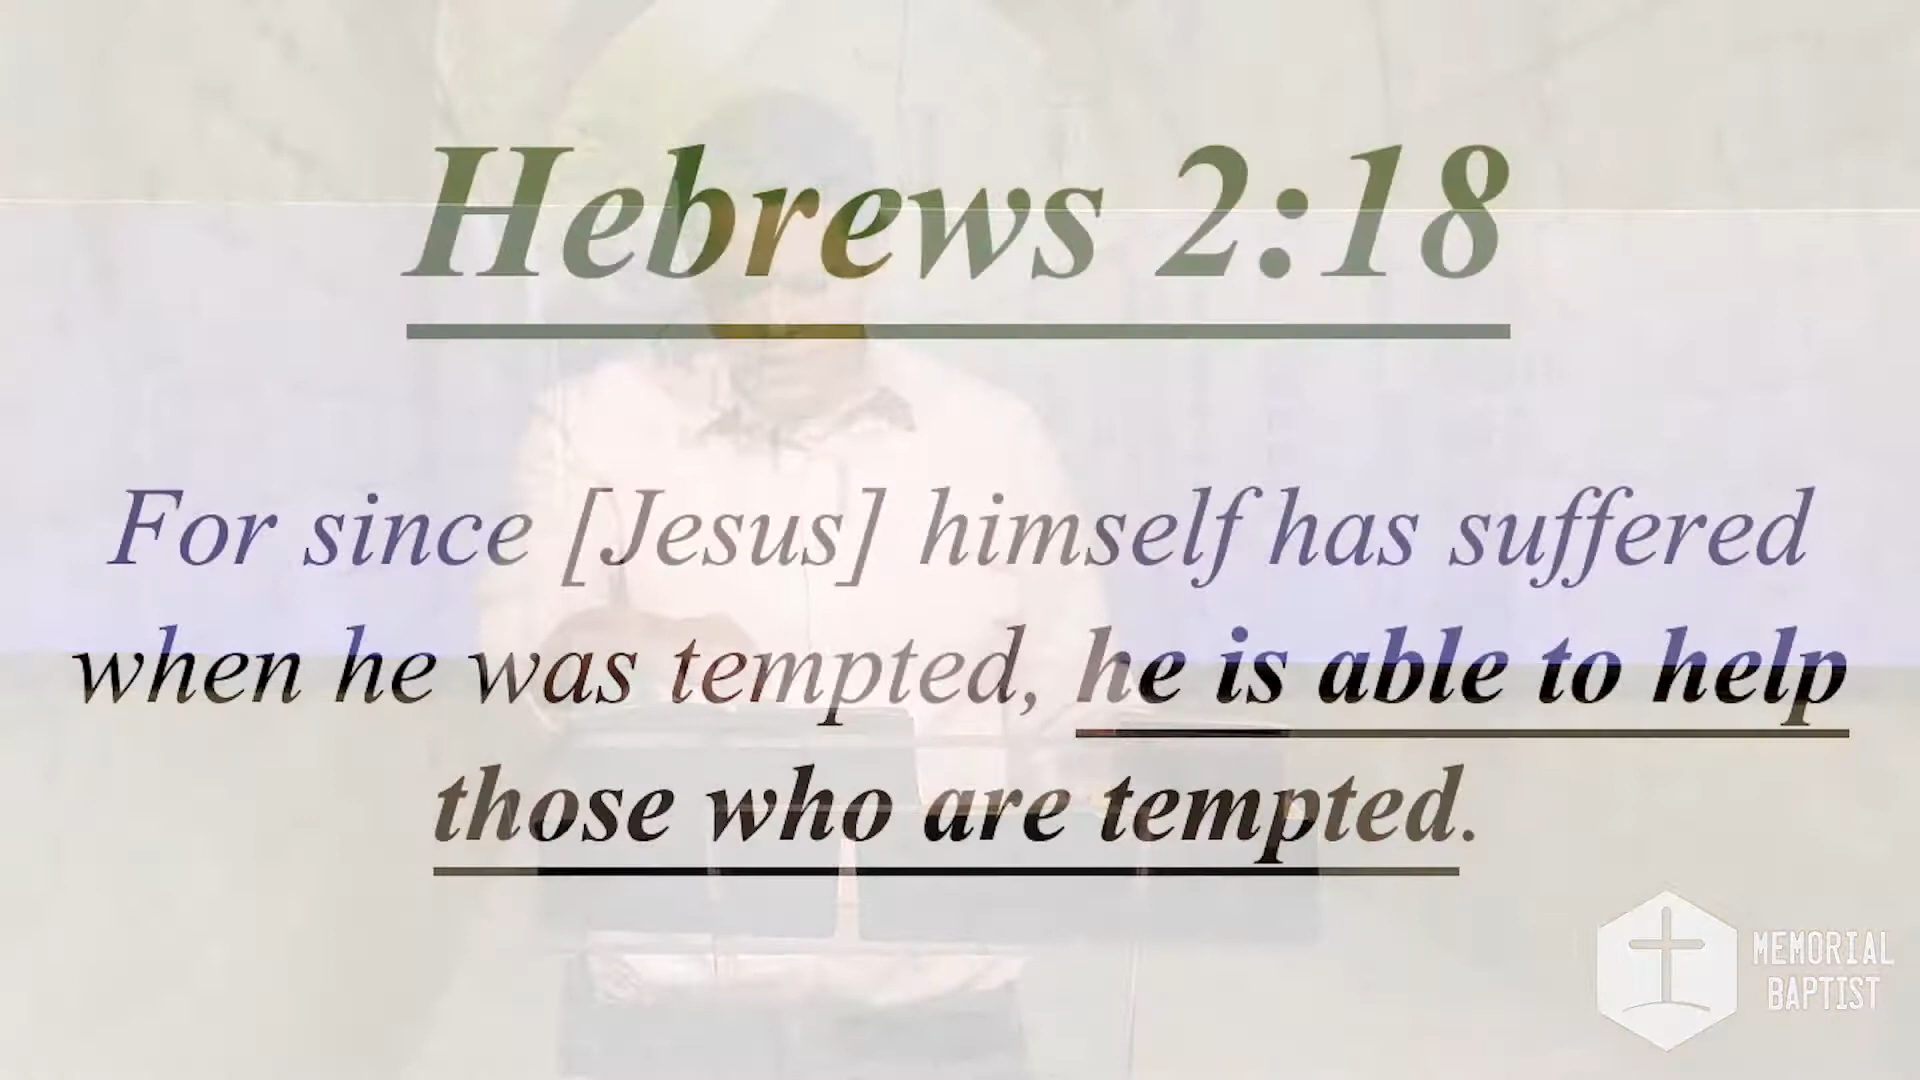 Hebrews 2:18
For since [Jesus] himself has suffered
when he was tempted, he is able to help
those who are tempted.
MEMORIAL
BAPTIST